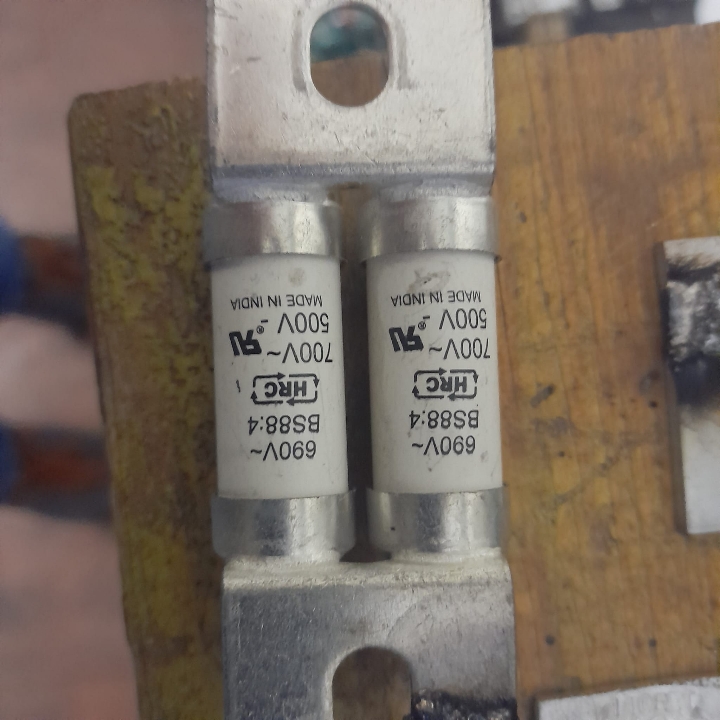 690V~
BS88:4
HRC
700V~
500V⎓
MADE IN INDIA
690V~
BS88:4
HRC
700V~
500V⎓
MADE IN INDIA